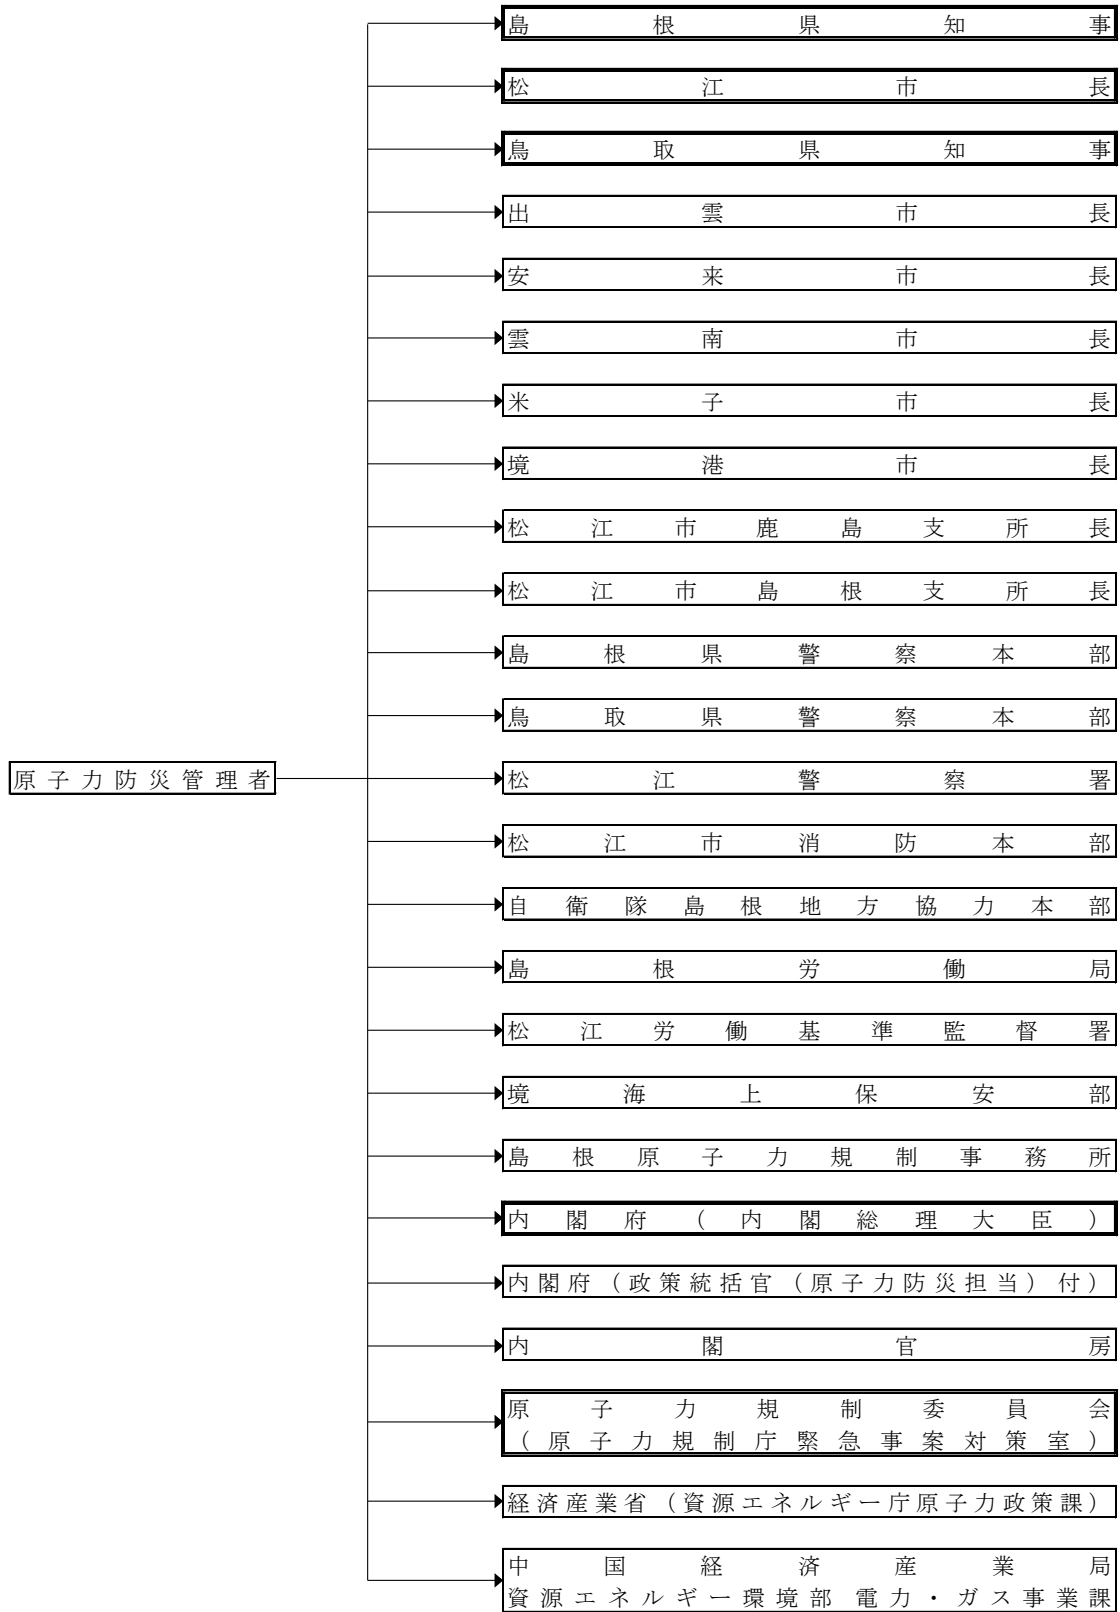 島根県知事
松江市長
鳥取県知事
出雲市長
安来市長
雲南市長
米子市長
境港市長
松江市鹿島支所長
松江市島根支所長
島根県警察本部
鳥取県警察本部
原子力防災管理者
松江警察署
松江市消防本部
自衛隊島根地方協力本部
島根労働局
松江労働基準監督署
境海上保安部
島根原子力規制事務所
内閣府(内閣総理大臣)
内閣府(政策統括官(原子力防災担当)付)
内閣官房
原子力規制委員会
(原子力規制庁緊急事案対策室)
経済産業省(資源エネルギー庁原子力政策課)
中国経済産業局
資源エネルギー環境部 電力・ガス事業課